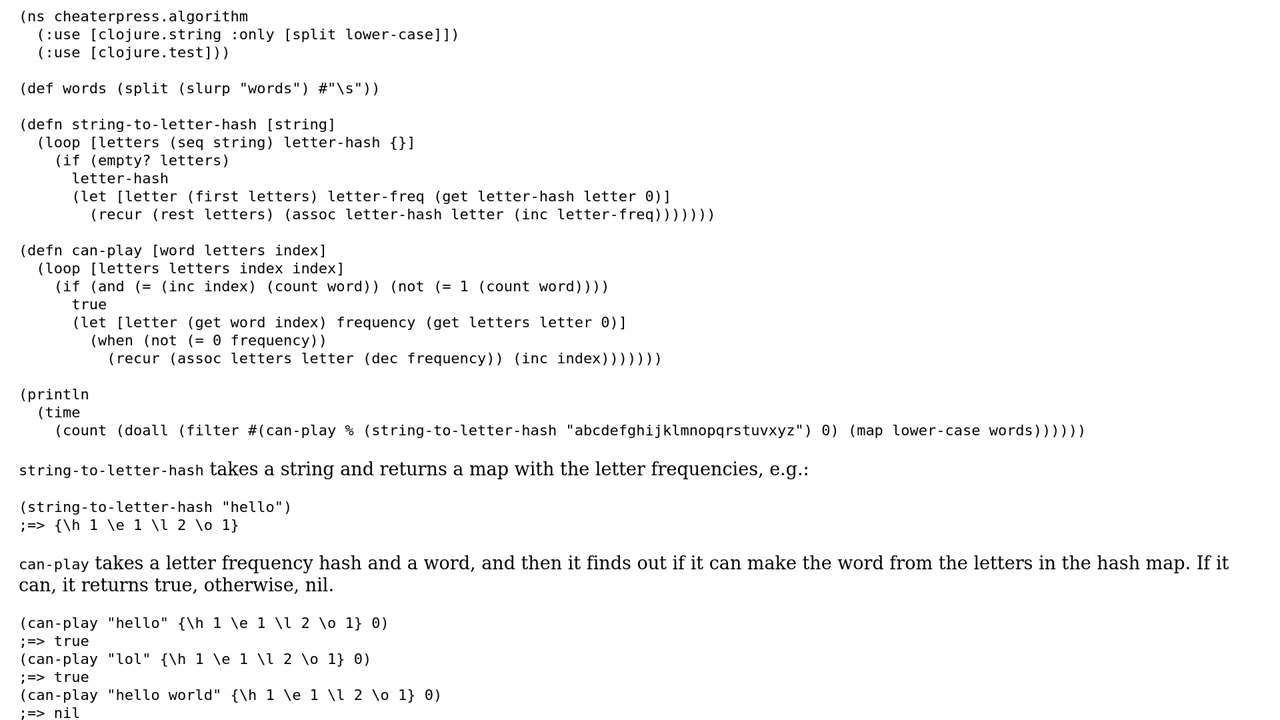 (ns cheaterpress.algorithm
  (:use [clojure.string :only [split lower-case]])
  (:use [clojure.test]))

(def words (split (slurp "words") #"\s"))

(defn string-to-letter-hash [string]
  (loop [letters (seq string) letter-hash {}]
    (if (empty? letters)
      letter-hash
      (let [letter (first letters) letter-freq (get letter-hash letter 0)]
        (recur (rest letters) (assoc letter-hash letter (inc letter-freq)))))))

(defn can-play [word letters index]
  (loop [letters letters index index]
    (if (and (= (inc index) (count word)) (not (= 1 (count word))))
      true
      (let [letter (get word index) frequency (get letters letter 0)]
        (when (not (= 0 frequency))
          (recur (assoc letters letter (dec frequency)) (inc index)))))))

(println
  (time
    (count (doall (filter #(can-play % (string-to-letter-hash "abcdefghijklmnopqrstuvxyz") 0) (map lower-case words))))))

string-to-letter-hash takes a string and returns a map with the letter frequencies, e.g.:

(string-to-letter-hash "hello")
;=> {\h 1 \e 1 \l 2 \o 1}

can-play takes a letter frequency hash and a word, and then it finds out if it can make the word from the letters in the hash map. If it
can, it returns true, otherwise, nil.

(can-play "hello" {\h 1 \e 1 \l 2 \o 1} 0)
;=> true
(can-play "lol" {\h 1 \e 1 \l 2 \o 1} 0)
;=> true
(can-play "hello world" {\h 1 \e 1 \l 2 \o 1} 0)
;=> nil